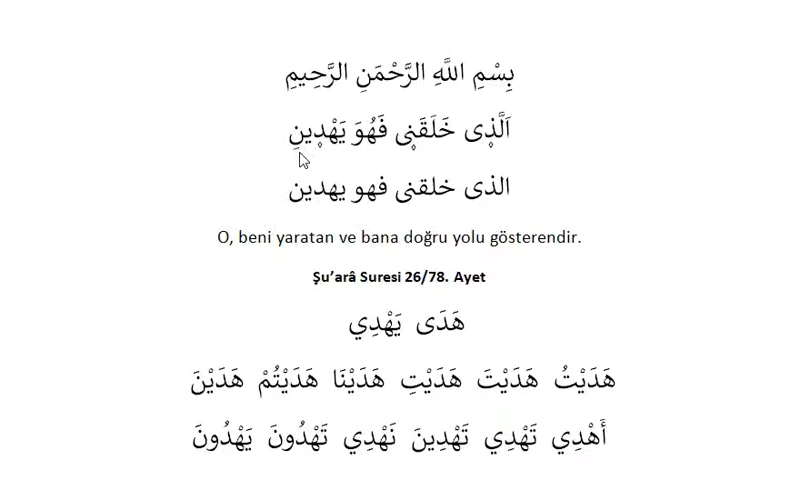 بِسْمِ اللَّهِ الرَّحْمَنِ الرَّحِيمِ
اَلَّذ۪ى خَلَقَن۪ى فَهُوَ يَهْد۪ينِ
الذى خلقنى فهو يهدين
O, beni yaratan ve bana doğru yolu gösterendir.
Şu’arâ Suresi 26/78. Ayet
هَدَى يَهْدِي
هَدَيْتُ هَدَيْتَ هَدَيْتِ هَدَيْنَا هَدَيْتُمْ هَدَيْنَ
أَهْدِي تَهْدِي تَهْدِينَ نَهْدِي تَهْدُونَ يَهْدُونَ